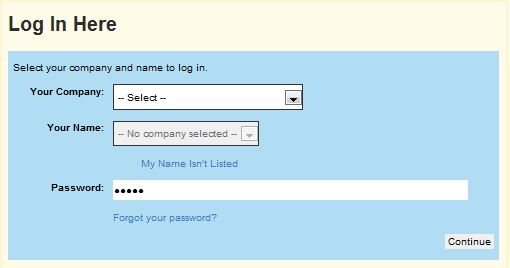 Log In Here
Select your company and name to log in.
Your Company: -- Select --
Your Name: -- No company selected --
My Name Isn't Listed
Password: •••••
Forgot your password?
Continue